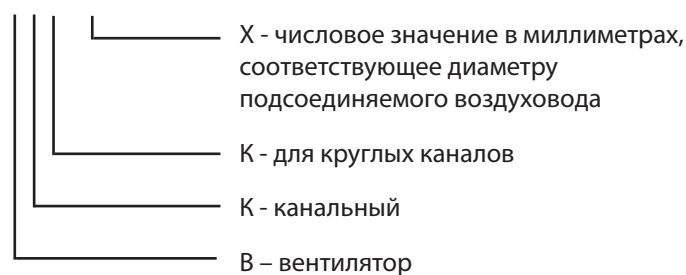 Х - числовое значение в миллиметрах,
соответствующее диаметру
подсоединяемого воздуховода
К - для круглых каналов
К - канальный
В – вентилятор